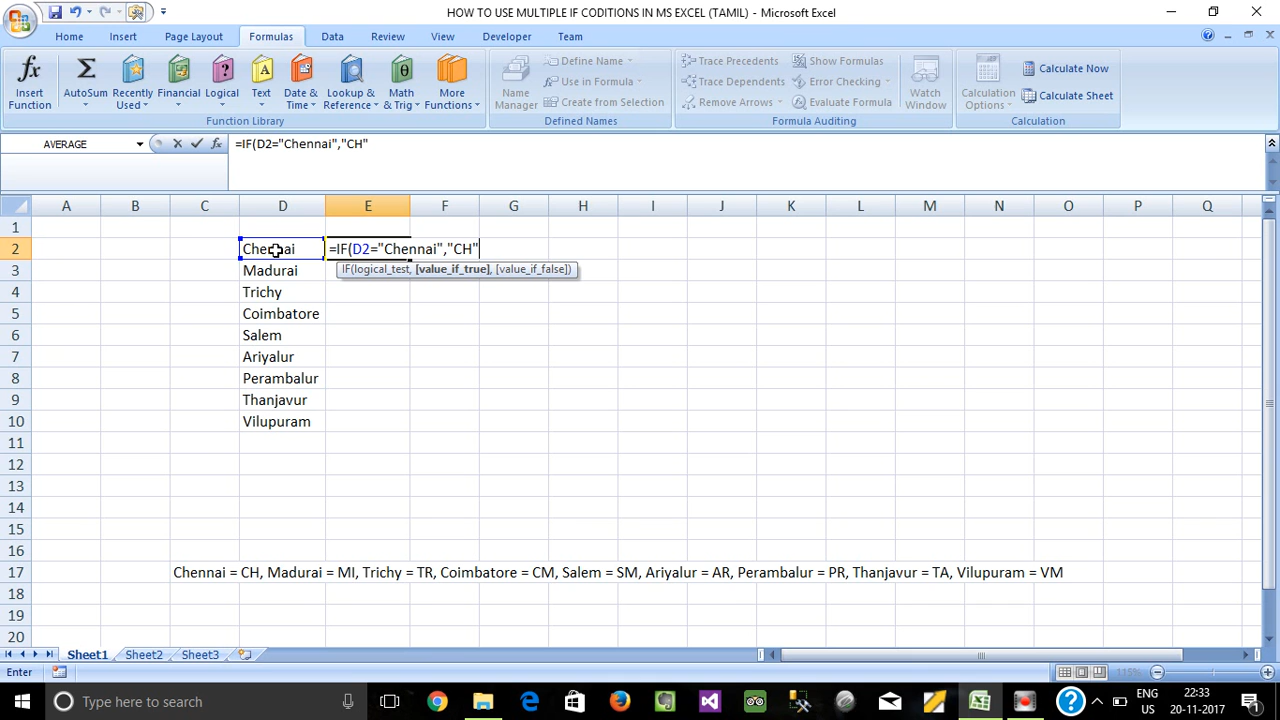 HOW TO USE MULTIPLE IF CODITIONS IN MS EXCEL (TAMIL) - Microsoft Excel
Home Insert Page Layout Formulas Data Review View Developer Team
Insert Function
AutoSum
Recently Used
Financial
Logical
Text
Date & Time
Lookup & Reference
Math & Trig
More Functions
Function Library
Name Manager
Define Name
Use in Formula
Create from Selection
Defined Names
Trace Precedents
Trace Dependents
Remove Arrows
Show Formulas
Error Checking
Evaluate Formula
Formula Auditing
Watch Window
Calculation Options
Calculate Now
Calculate Sheet
Calculation
AVERAGE fx =IF(D2="Chennai","CH"
A B C D E F G H I J K L M N O P Q
1
2 Chennai =IF(D2="Chennai","CH"
IF(logical_test, [value_if_true], [value_if_false])
3 Madurai
4 Trichy
5 Coimbatore
6 Salem
7 Ariyalur
8 Perambalur
9 Thanjavur
10 Vilupuram
11
12
13
14
15
16
17 Chennai = CH, Madurai = MI, Trichy = TR, Coimbatore = CM, Salem = SM, Ariyalur = AR, Perambalur = PR, Thanjavur = TA, Vilupuram = VM
18
19
20
Sheet1 Sheet2 Sheet3
Enter 115%
Type here to search
ENG US
22:33
20-11-2017